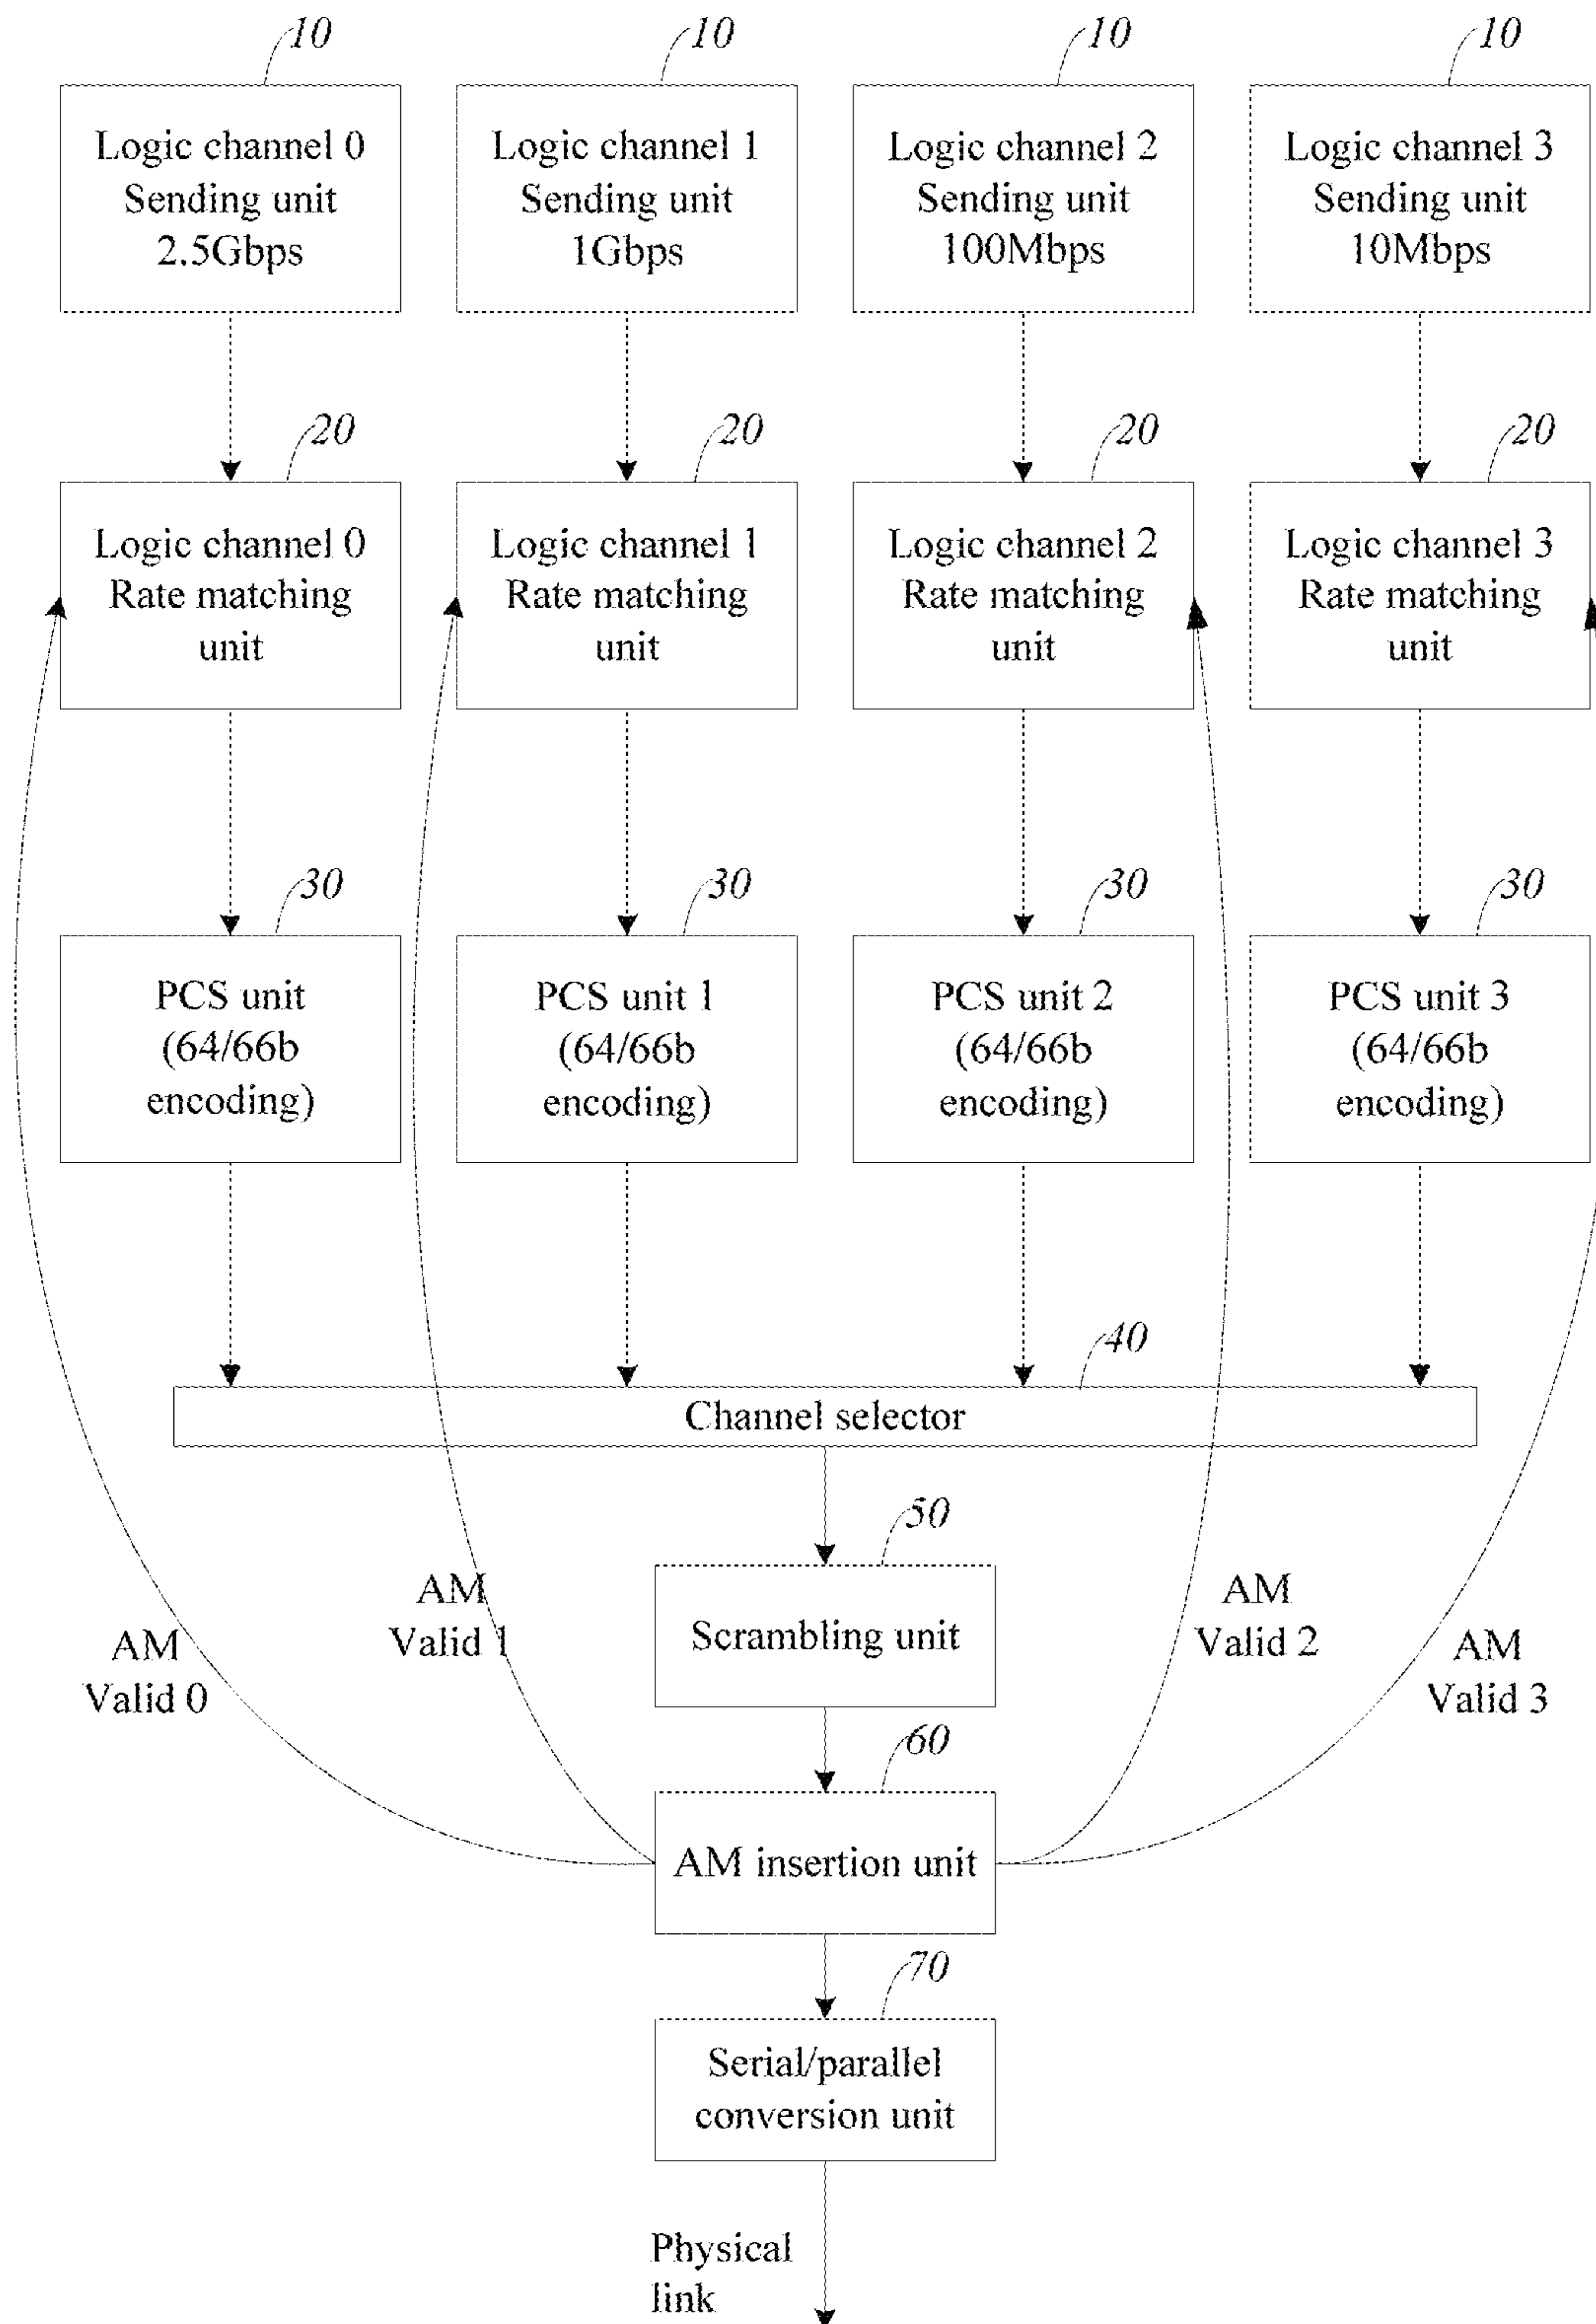 10
10
10
10
Logic channel 0
Sending unit
2.5Gbps
Logic channel 1
Sending unit
1Gbps
Logic channel 2
Sending unit
100Mbps
Logic channel 3
Sending unit
10Mbps
20
20
20
20
Logic channel 0
Rate matching
unit
Logic channel 1
Rate matching
unit
Logic channel 2
Rate matching
unit
Logic channel 3
Rate matching
unit
30
30
30
30
PCS unit
(64/66b
encoding)
PCS unit 1
(64/66b
encoding)
PCS unit 2
(64/66b
encoding)
PCS unit 3
(64/66b
encoding)
40
Channel selector
50
AM
Valid 0
AM
Valid 1
Scrambling unit
AM
Valid 2
AM
Valid 3
60
AM insertion unit
70
Serial/parallel
conversion unit
Physical
link